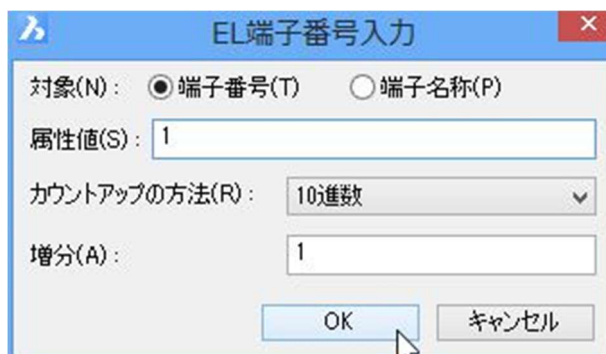 EL端子番号入力
対象(N): 端子番号(T) 端子名称(P)
属性値(S): 1
カウントアップの方法(R): 10進数
増分(A): 1
OK キャンセル